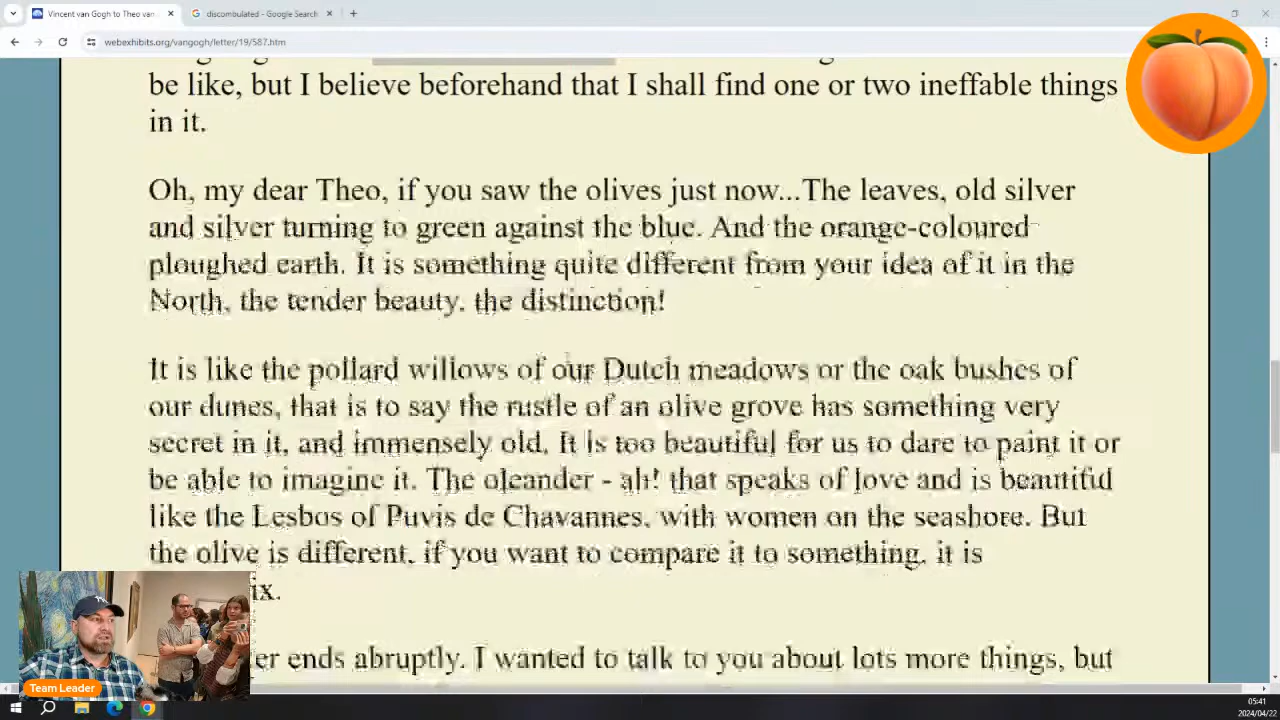 Vincent van Gogh to Theo van
discombulated - Google Search
webexhibits.org/vangogh/letter/19/587.htm
be like, but I believe beforehand that I shall find one or two ineffable things
in it.
Oh, my dear Theo, if you saw the olives just now...The leaves, old silver
and silver turning to green against the blue. And the orange-coloured
ploughed earth. It is something quite different from your idea of it in the
North, the tender beauty, the distinction!
It is like the pollard willows of our Dutch meadows or the oak bushes of
our dunes, that is to say the rustle of an olive grove has something very
secret in it, and immensely old. It is too beautiful for us to dare to paint it or
be able to imagine it. The oleander - ah! that speaks of love and is beautiful
like the Lesbos of Puvis de Chavannes, with women on the seashore. But
the olive is different, if you want to compare it to something, it is
ix.
er ends abruptly. I wanted to talk to you about lots more things, but
Team Leader
05:41
2024/04/22